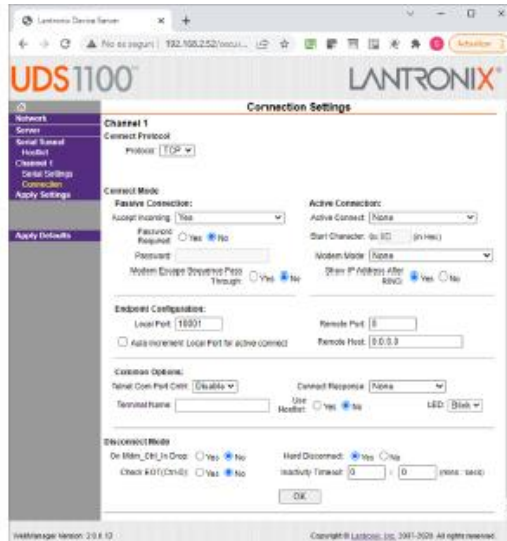 Lantronix Device Server
192.168.2.52/secur...
UDS1100
LANTRONIX
Connection Settings
Network
Server
Serial Tunnel
Hostlist
Channel 1
Serial Settings
Connection
Apply Settings
Apply Defaults
Channel 1
Connect Protocol
Protocol: TCP
Connect Mode
Passive Connection:
Active Connection:
Accept Incoming: Yes
Active Connect: None
Password Required: Yes No
Start Character: 0x (in Hex)
Password:
Modem Mode: None
Modem Escape Sequence Pass Through: Yes No
Show IP Address After RING: Yes No
Endpoint Configuration:
Local Port: 10001
Remote Port: 0
Auto increment Local Port for active connect
Remote Host: 0.0.0.0
Common Options:
Telnet Com Port Cntrl: Disable
Connect Response: None
Terminal Name:
Use Hostlist: Yes No
LED: Blink
Disconnect Mode
On Mdm_Ctrl_In Drop: Yes No
Hard Disconnect: Yes No
Check EOT(Ctrl-D): Yes No
Inactivity Timeout: 0 : 0 (mins : secs)
OK
WebManager Version: 2.0.0.12
Copyright © Lantronix, Inc. 2007-2020. All rights reserved.